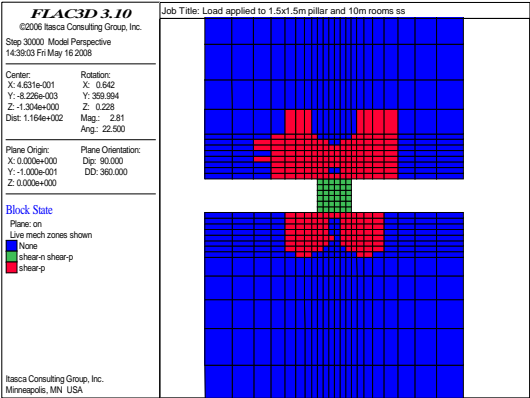 FLAC3D 3.10
©2006 Itasca Consulting Group, Inc.
Step 30000 Model Perspective
14:39:03 Fri May 16 2008
Center:
X: 4.631e-001
Y: -8.226e-003
Z: -1.304e+000
Dist: 1.164e+002
Rotation:
X: 0.642
Y: 359.994
Z: 0.228
Mag.: 2.81
Ang.: 22.500
Plane Origin:
X: 0.000e+000
Y: -1.000e-001
Z: 0.000e+000
Plane Orientation:
Dip: 90.000
DD: 360.000
Block State
Plane: on
Live mech zones shown
None
shear-n shear-p
shear-p
Itasca Consulting Group, Inc.
Minneapolis, MN USA
Job Title: Load applied to 1.5x1.5m pillar and 10m rooms ss